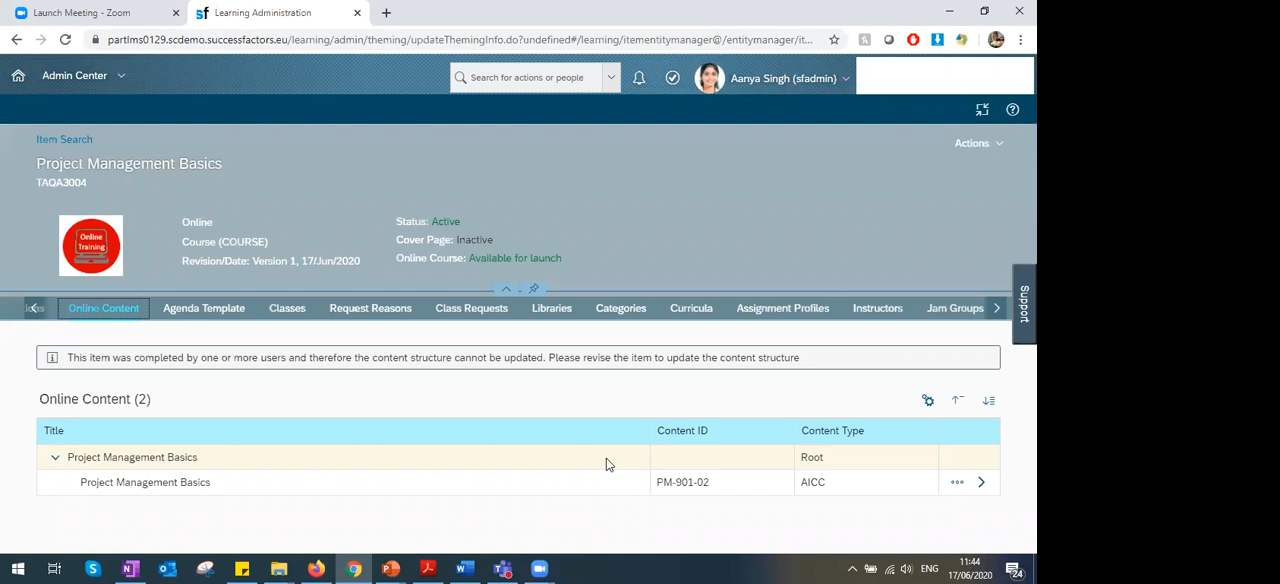 Launch Meeting - Zoom
sf Learning Administration
partlms0129.scdemo.successfactors.eu/learning/admin/theming/updateThemingInfo.do?undefined#/learning/itementitymanager@/entitymanager/it...
Admin Center
Search for actions or people
Aanya Singh (sfadmin)
Item Search
Actions
Project Management Basics
TAQA3004
Online Training
Online
Course (COURSE)
Revision/Date: Version 1, 17/Jun/2020
Status: Active
Cover Page: Inactive
Online Course: Available for launch
Support
Online Content Agenda Template Classes Request Reasons Class Requests Libraries Categories Curricula Assignment Profiles Instructors Jam Groups
This item was completed by one or more users and therefore the content structure cannot be updated. Please revise the item to update the content structure
Online Content (2)
Title Content ID Content Type
Project Management Basics Root
Project Management Basics PM-901-02 AICC
ENG
11:44
17/06/2020
24